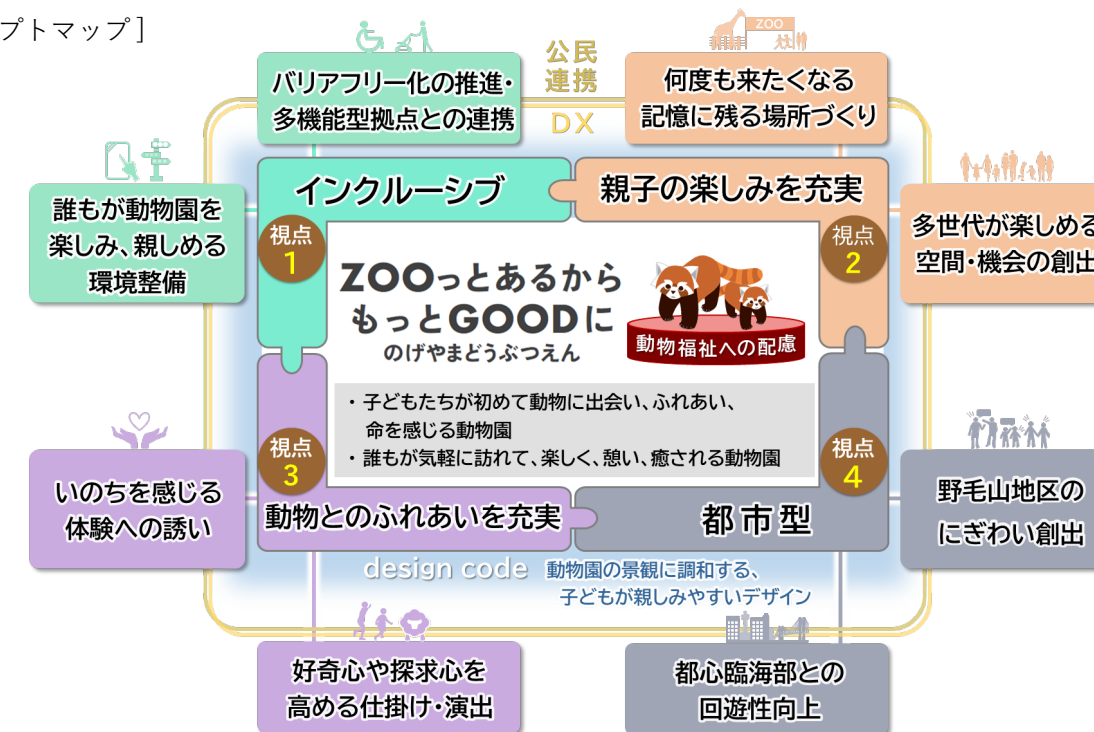 プトマップ]
ZOO
バリアフリー化の推進・
多機能型拠点との連携
公民
連携
DX
何度も来たくなる
記憶に残る場所づくり
誰もが動物園を
楽しみ、親しめる
環境整備
インクルーシブ
親子の楽しみを充実
多世代が楽しめる
空間・機会の創出
視点
1
視点
2
ZOOっとあるから
もっとGOODに
のげやまどうぶつえん
動物福祉への配慮
・子どもたちが初めて動物に出会い、ふれあい、
命を感じる動物園
・誰もが気軽に訪れて、楽しく、憩い、癒される動物園
視点
3
視点
4
いのちを感じる
体験への誘い
動物とのふれあいを充実
都市型
野毛山地区の
にぎわい創出
design code
動物園の景観に調和する、
子どもが親しみやすいデザイン
好奇心や探求心を
高める仕掛け・演出
都心臨海部との
回遊性向上